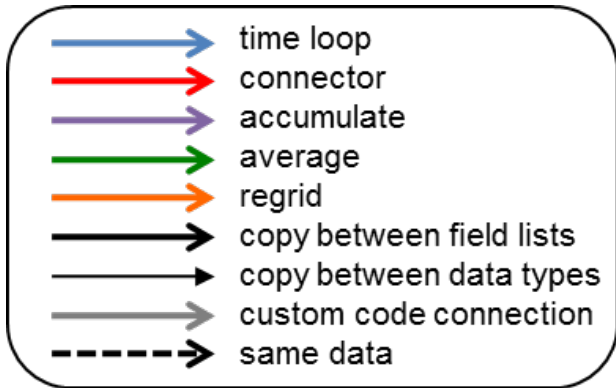 time loop
connector
accumulate
average
regrid
copy between field lists
copy between data types
custom code connection
same data